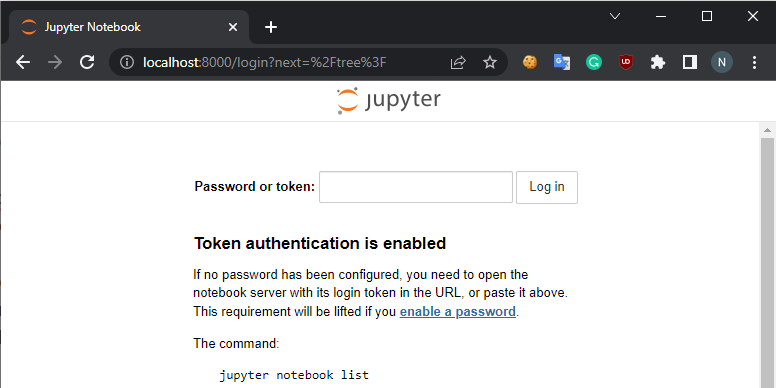 Jupyter Notebook
localhost:8000/login?next=%2Ftree%3F
N
jupyter
Password or token:
Log in
Token authentication is enabled
If no password has been configured, you need to open the
notebook server with its login token in the URL, or paste it above.
This requirement will be lifted if you enable a password.
The command:
jupyter notebook list